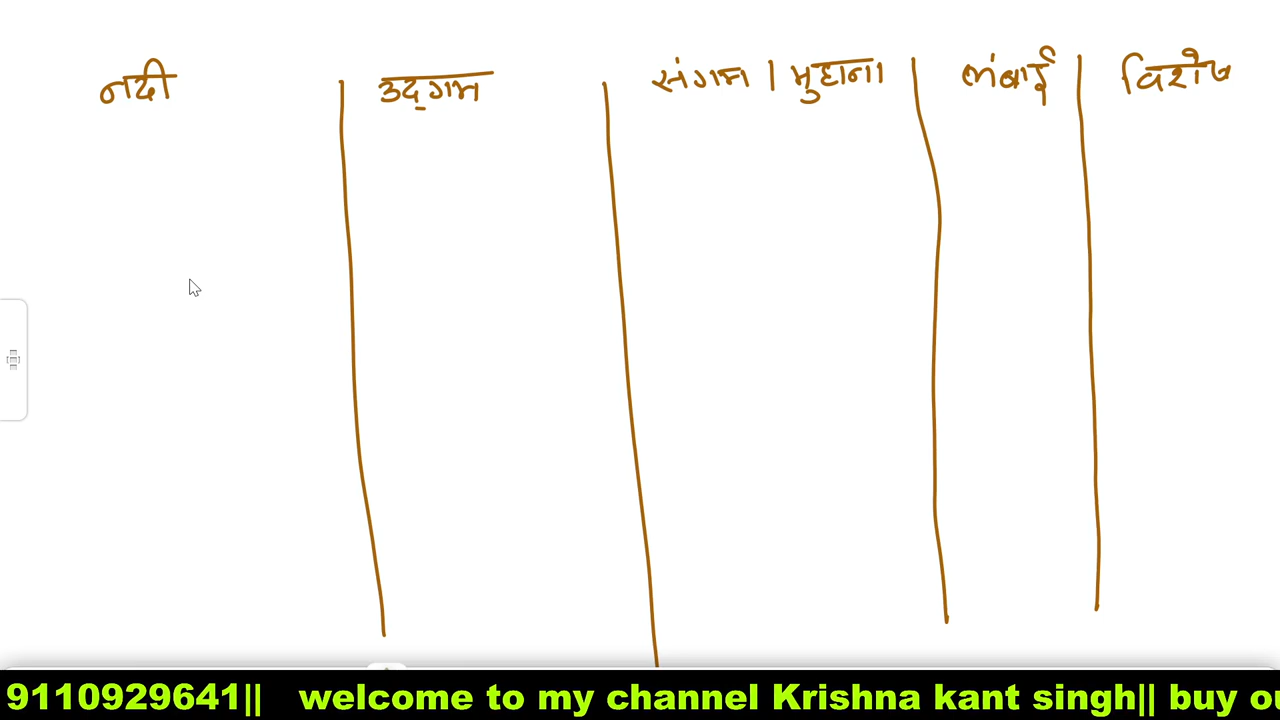 नदी उद्गम संगम | मुहाना लंबाई विशेष
9110929641|| welcome to my channel Krishna kant singh|| buy ou